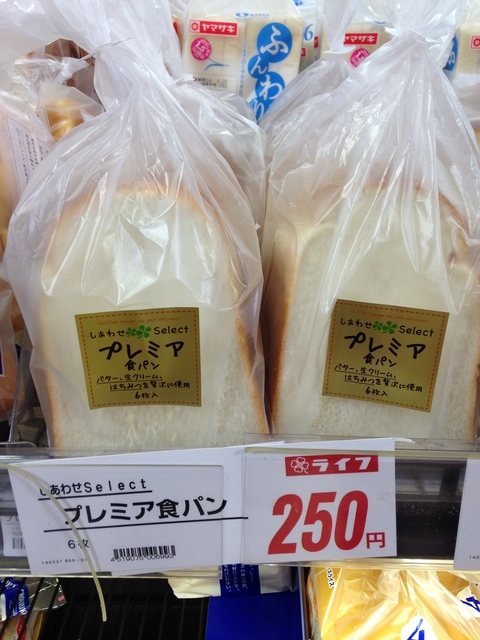 ヤマザキ
ふんわり
ヤマザキ
しあわせ Select
プレミア
食パン
バター、生クリーム、
はちみつを贅沢に使用
6枚入
しあわせ Select
プレミア
食パン
バター、生クリーム、
はちみつを贅沢に使用
6枚入
しあわせSelect
プレミア食パン
6枚
4519075006993
ライフ
250円